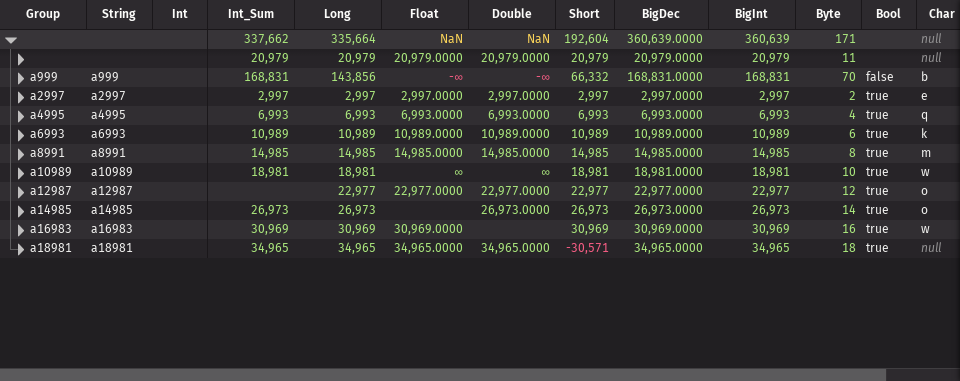 Group String Int Int_Sum Long Float Double Short BigDec BigInt Byte Bool Char
337,662 335,664 NaN NaN 192,604 360,639.0000 360,639 171 null
20,979 20,979 20,979.0000 20,979.0000 20,979 20,979.0000 20,979 11 null
a999 a999 168,831 143,856 -∞ -∞ 66,332 168,831.0000 168,831 70 false b
a2997 a2997 2,997 2,997 2,997.0000 2,997.0000 2,997 2,997.0000 2,997 2 true e
a4995 a4995 6,993 6,993 6,993.0000 6,993.0000 6,993 6,993.0000 6,993 4 true q
a6993 a6993 10,989 10,989 10,989.0000 10,989.0000 10,989 10,989.0000 10,989 6 true k
a8991 a8991 14,985 14,985 14,985.0000 14,985.0000 14,985 14,985.0000 14,985 8 true m
a10989 a10989 18,981 18,981 ∞ ∞ 18,981 18,981.0000 18,981 10 true w
a12987 a12987 22,977 22,977.0000 22,977.0000 22,977 22,977.0000 22,977 12 true o
a14985 a14985 26,973 26,973 26,973.0000 26,973 26,973.0000 26,973 14 true o
a16983 a16983 30,969 30,969 30,969.0000 30,969 30,969.0000 30,969 16 true w
a18981 a18981 34,965 34,965 34,965.0000 34,965.0000 -30,571 34,965.0000 34,965 18 true null